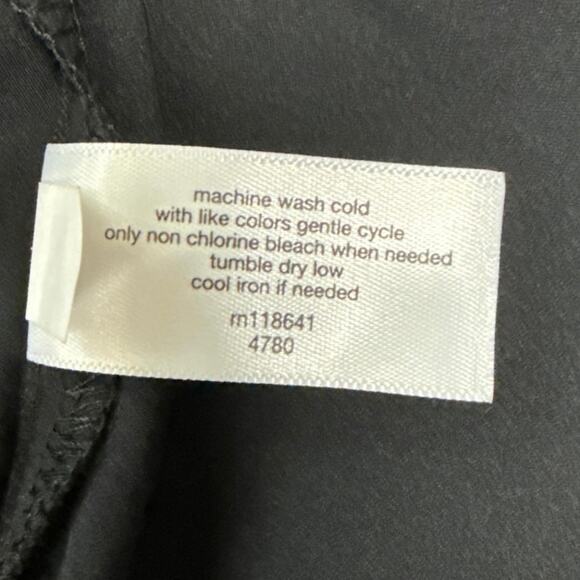 machine wash cold
with like colors gentle cycle
only non chlorine bleach when needed
tumble dry low
cool iron if needed
rn118641
4780